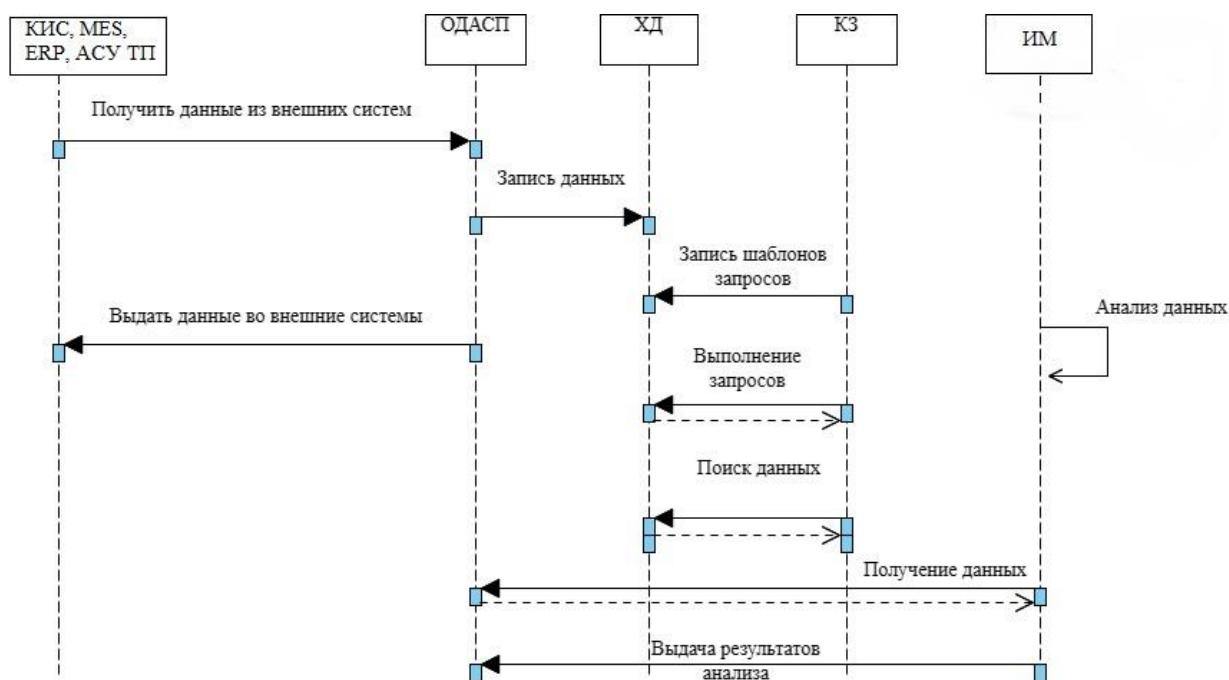 КИС, MES,
ERP, АСУ ТП
ОДАСП
ХД
КЗ
ИМ
Получить данные из внешних систем
Запись данных
Запись шаблонов
запросов
Выдать данные во внешние системы
Анализ данных
Выполнение
запросов
Поиск данных
Получение данных
Выдача результатов
анализа